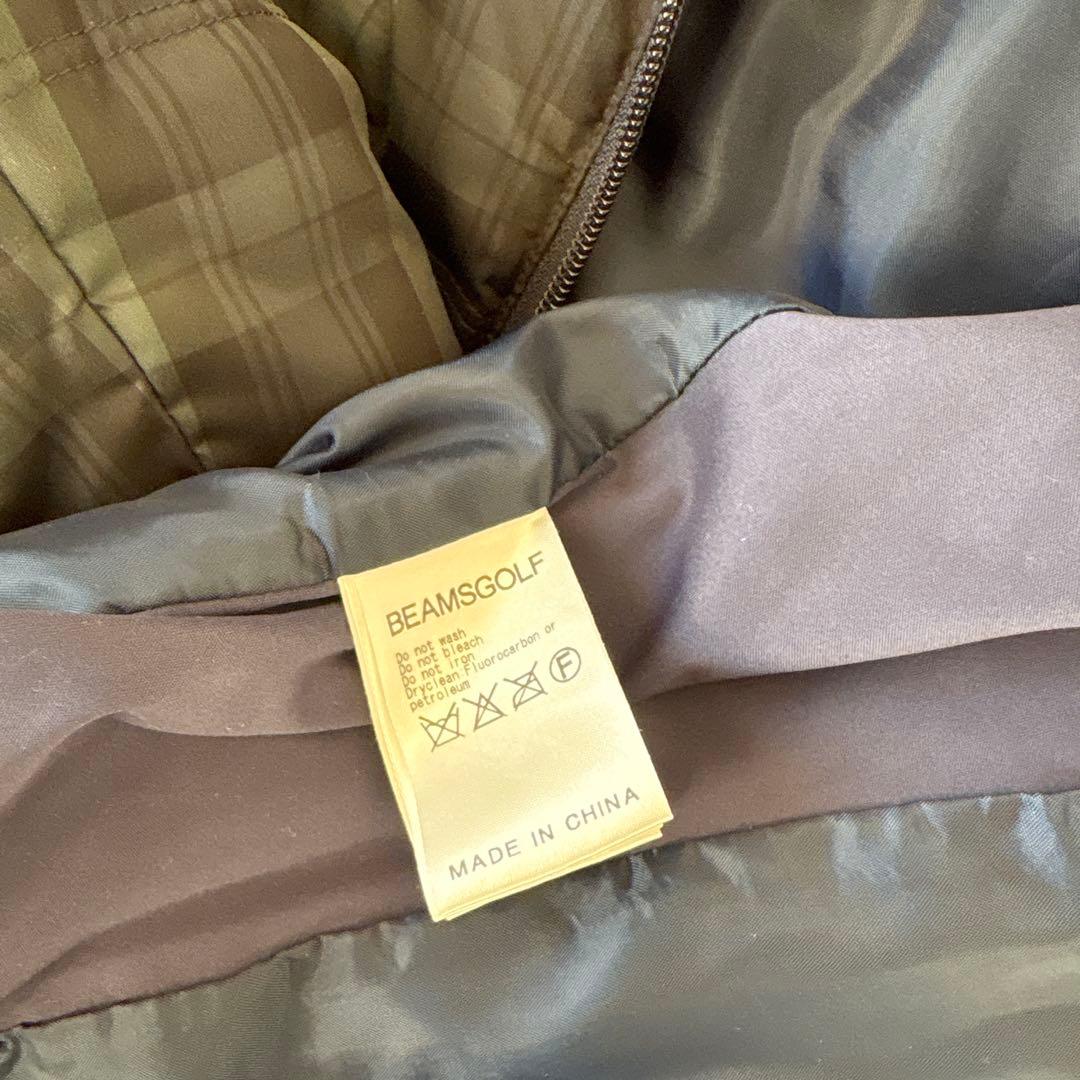 BEAMSGOLF
Do not wash
Do not bleach
Do not iron
Dryclean Fluorocarbon or
petroleum
F
MADE IN CHINA